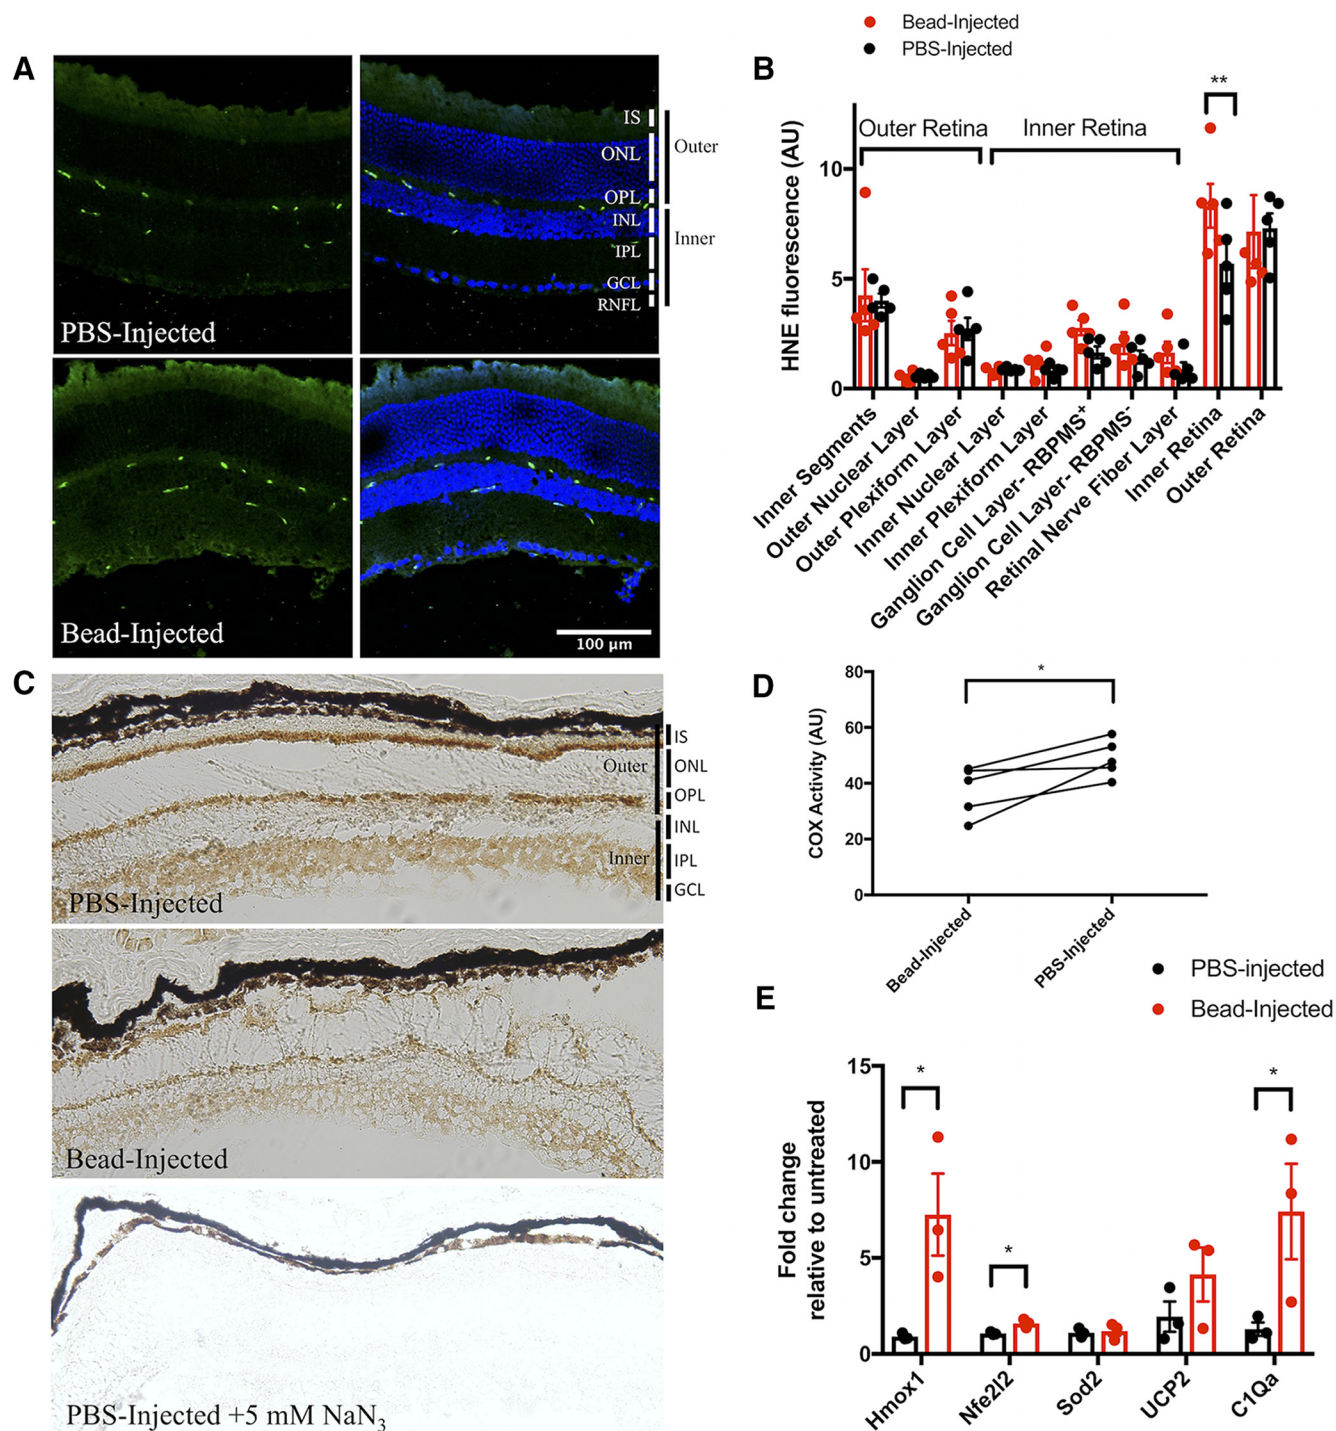 A
IS
ONL
OPL
INL
IPL
GCL
RNFL
Outer
Inner
PBS-Injected
Bead-Injected
100 µm
B
Bead-Injected
PBS-Injected
HNE fluorescence (AU)
Outer Retina
Inner Retina
**
10
5
0
Inner Segments
Outer Nuclear Layer
Outer Plexiform Layer
Inner Nuclear Layer
Inner Plexiform Layer
Ganglion Cell Layer- RBPMS+
Ganglion Cell Layer- RBPMS-
Retinal Nerve Fiber Layer
Inner Retina
Outer Retina
C
IS
ONL
OPL
INL
IPL
GCL
Outer
Inner
PBS-Injected
Bead-Injected
PBS-Injected +5 mM NaN3
D
COX Activity (AU)
80
60
40
20
0
*
Bead-Injected
PBS-Injected
E
PBS-injected
Bead-Injected
Fold change
relative to untreated
15
10
5
0
*
*
*
Hmox1
Nfe2l2
Sod2
UCP2
C1Qa